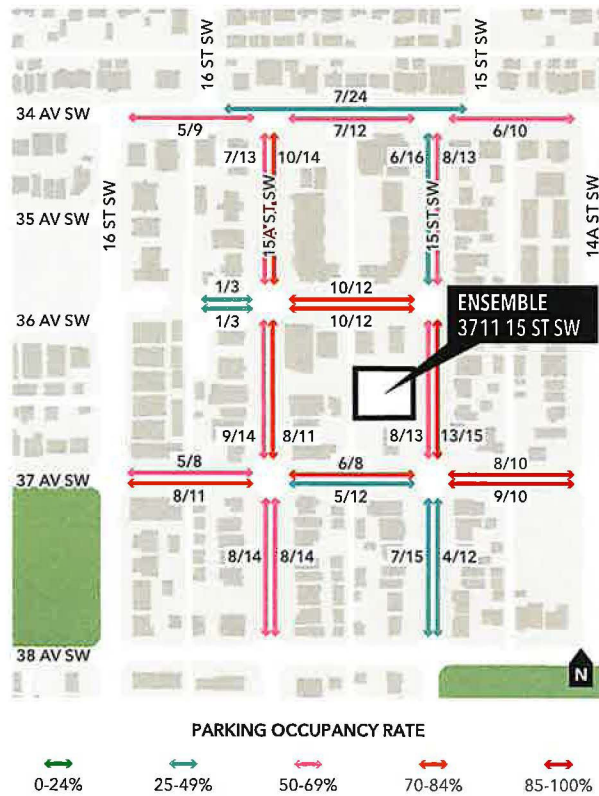 16 ST SW
15 ST SW
7/24
34 AV SW
5/9
7/12
6/10
7/13
10/14
6/16
8/13
35 AV SW
16 ST SW
15A ST SW
15 ST SW
14A ST SW
1/3
10/12
ENSEMBLE
3711 15 ST SW
36 AV SW
1/3
10/12
9/14
8/11
8/13
13/15
5/8
6/8
8/10
37 AV SW
8/11
5/12
9/10
8/14
8/14
7/15
4/12
38 AV SW
N
PARKING OCCUPANCY RATE
0-24%
25-49%
50-69%
70-84%
85-100%